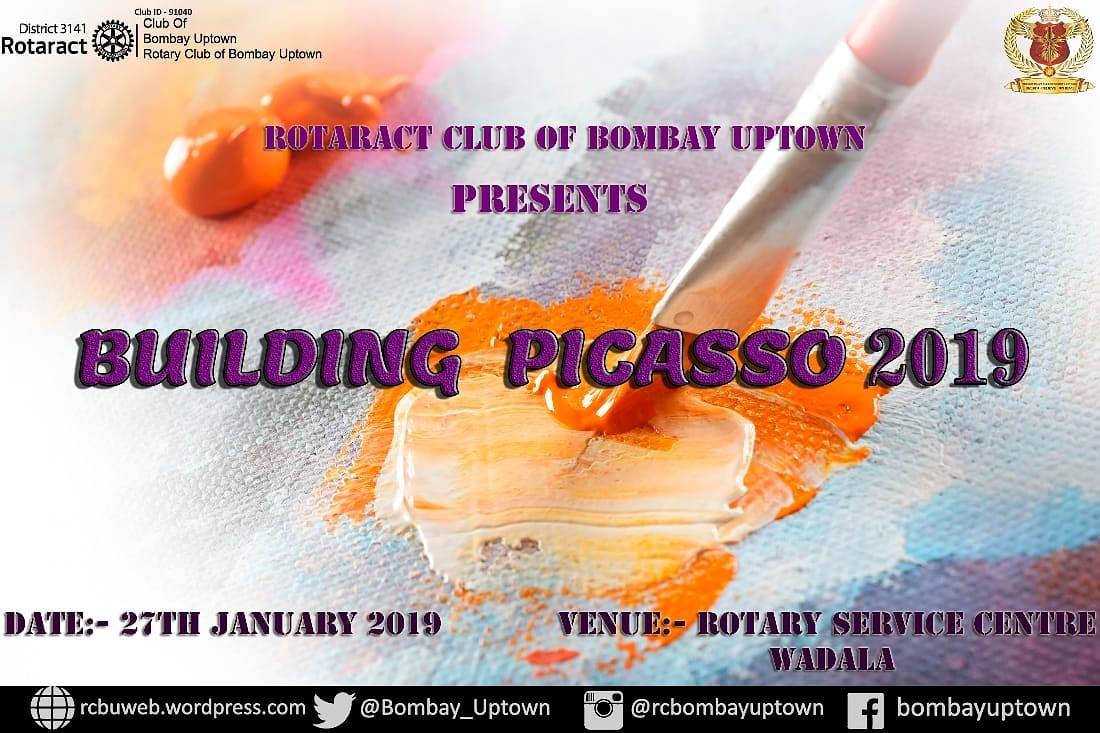 Club ID - 91040
District 3141
Rotaract
Club Of
Bombay Uptown
Rotary Club of Bombay Uptown
ROTARACT CLUB OF BOMBAY UPTOWN
PRESENTS
BUILDING PICASSO 2019
DATE:- 27TH JANUARY 2019
VENUE:- ROTARY SERVICE CENTRE
WADALA
rcbuweb.wordpress.com
@Bombay_Uptown
@rcbombayuptown
bombayuptown